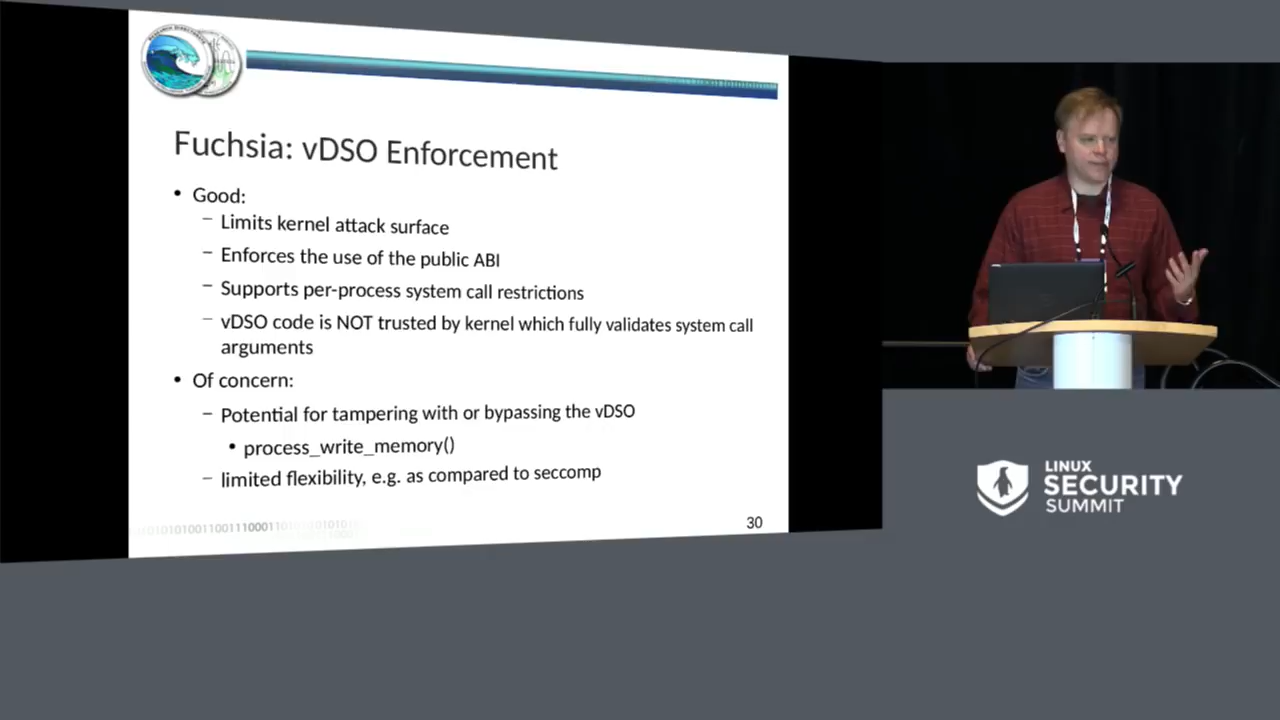 Fuchsia: vDSO Enforcement
• Good:
– Limits kernel attack surface
– Enforces the use of the public ABI
– Supports per-process system call restrictions
– vDSO code is NOT trusted by kernel which fully validates system call
arguments
• Of concern:
– Potential for tampering with or bypassing the vDSO
• process_write_memory()
– limited flexibility, e.g. as compared to seccomp
30
LINUX
SECURITY
SUMMIT